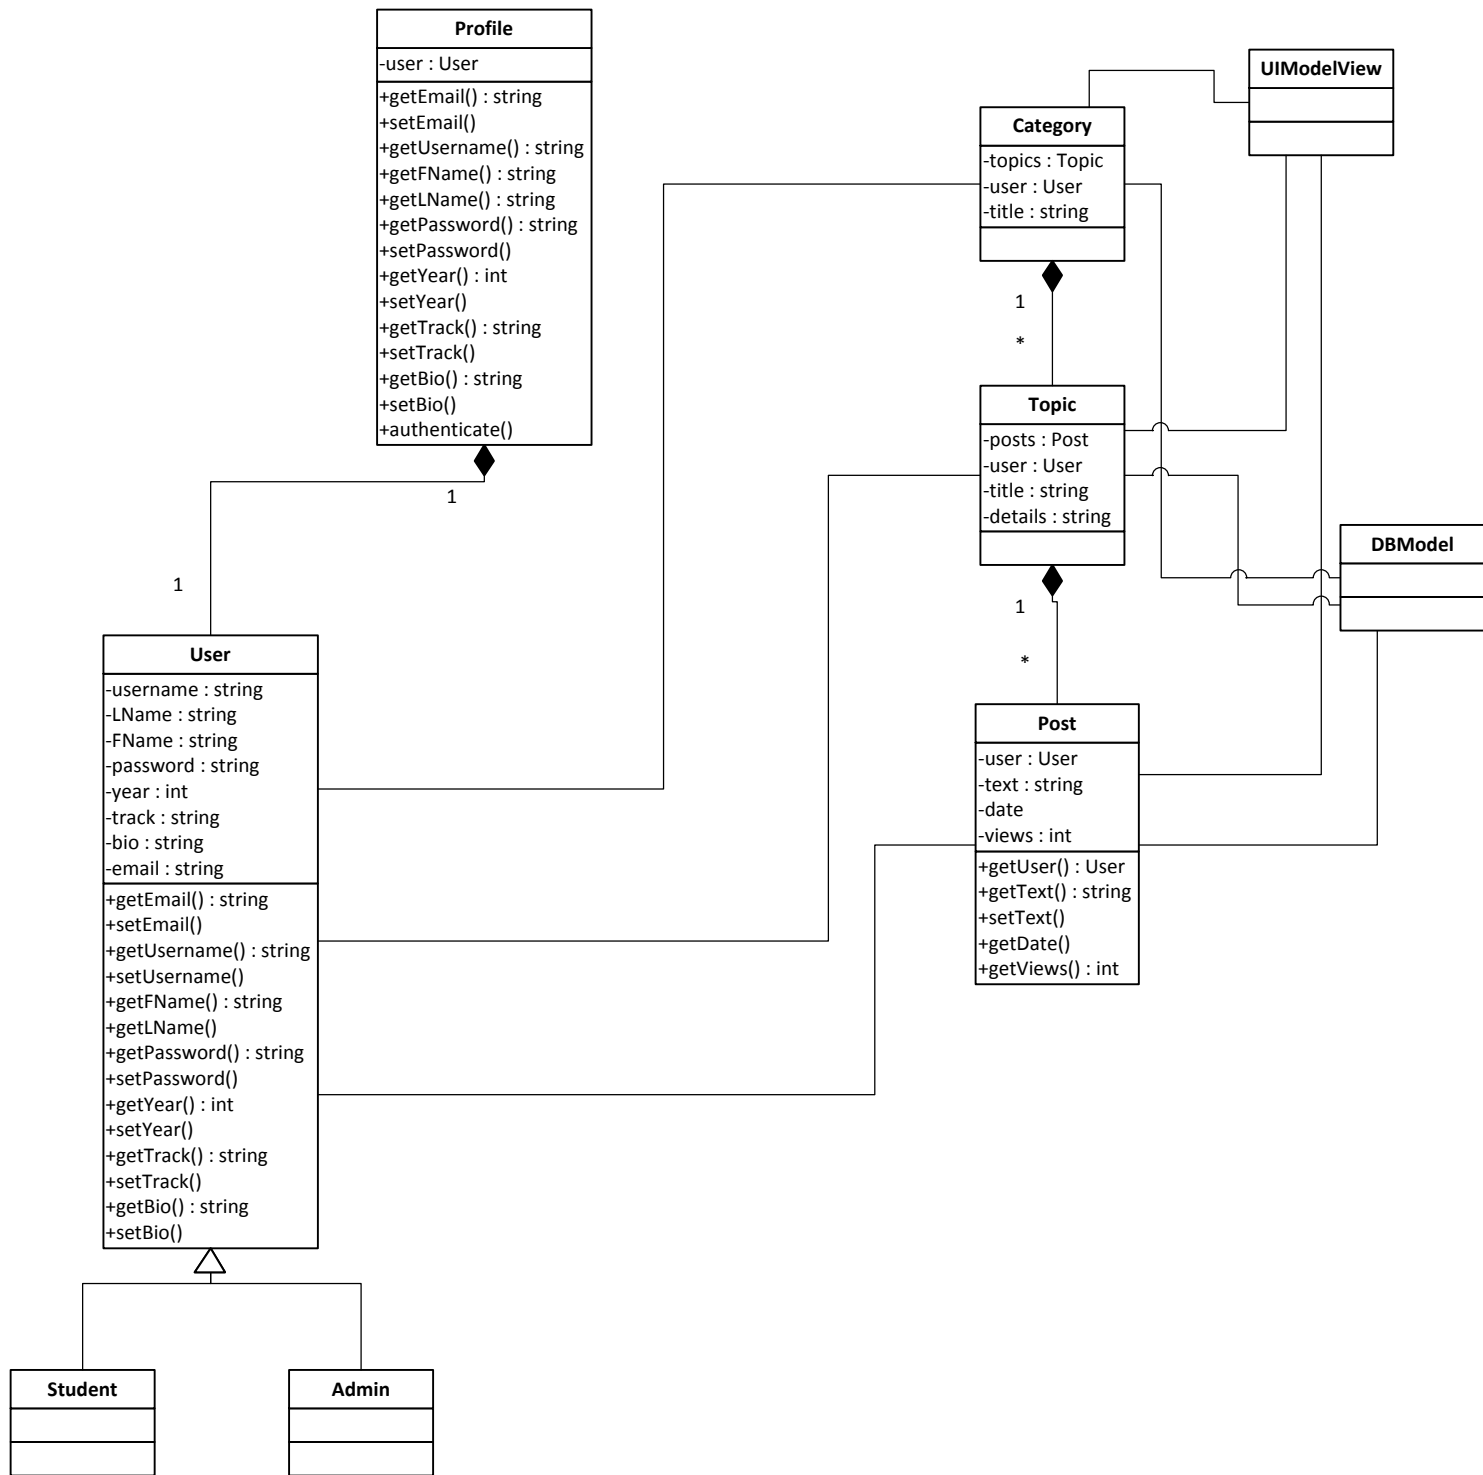 Profile
-user : User
+getEmail() : string
+setEmail()
+getUsername() : string
+getFName() : string
+getLName() : string
+getPassword() : string
+setPassword()
+getYear() : int
+setYear()
+getTrack() : string
+setTrack()
+getBio() : string
+setBio()
+authenticate()
1
1
User
-username : string
-LName : string
-FName : string
-password : string
-year : int
-track : string
-bio : string
-email : string
+getEmail() : string
+setEmail()
+getUsername() : string
+setUsername()
+getFName() : string
+getLName()
+getPassword() : string
+setPassword()
+getYear() : int
+setYear()
+getTrack() : string
+setTrack()
+getBio() : string
+setBio()
Student
Admin
UIModelView
Category
-topics : Topic
-user : User
-title : string
1
*
Topic
-posts : Post
-user : User
-title : string
-details : string
1
*
DBModel
Post
-user : User
-text : string
-date
-views : int
+getUser() : User
+getText() : string
+setText()
+getDate()
+getViews() : int